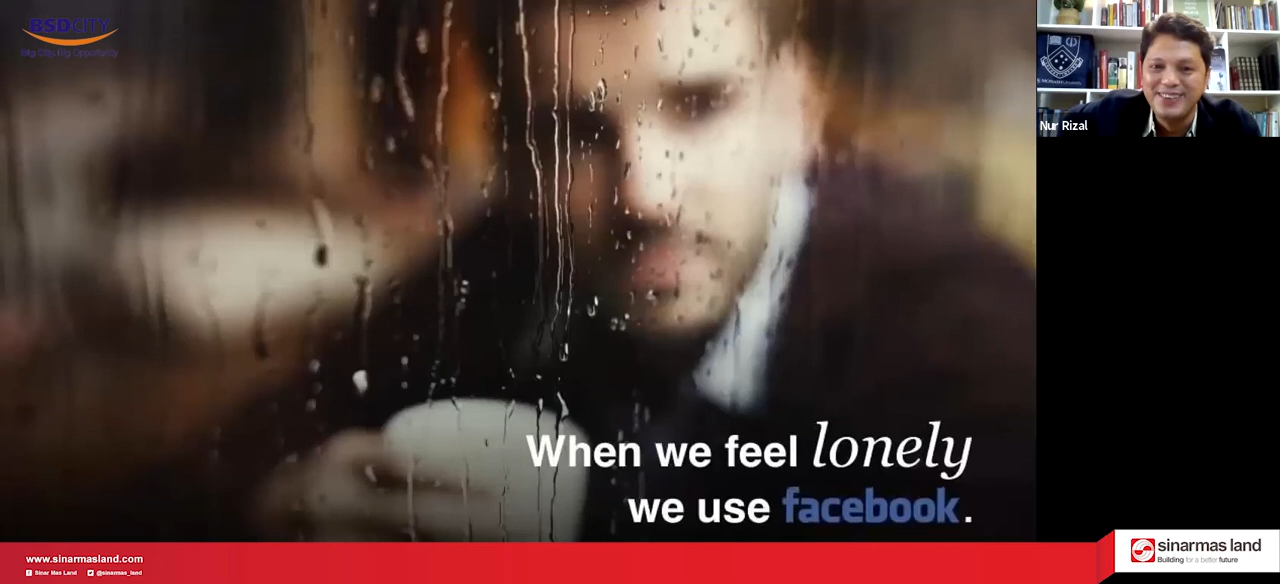 BSDCITY
Big City, Big Opportunity
Nur Rizal
When we feel lonely
we use facebook.
www.sinarmasland.com
Sinar Mas Land @sinarmas_land
sinarmas land
Building for a better future